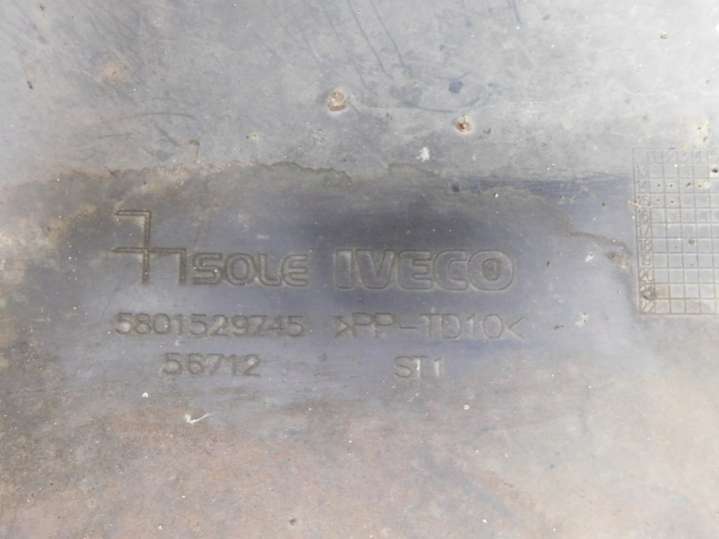 SOLE IVECO
5801529745 >PP-TD10<
56712 ST1